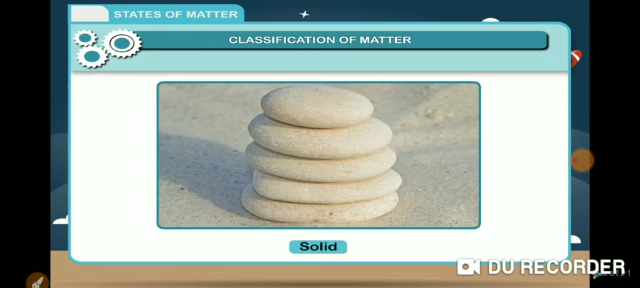 STATES OF MATTER
CLASSIFICATION OF MATTER
Solid
DU RECORDER